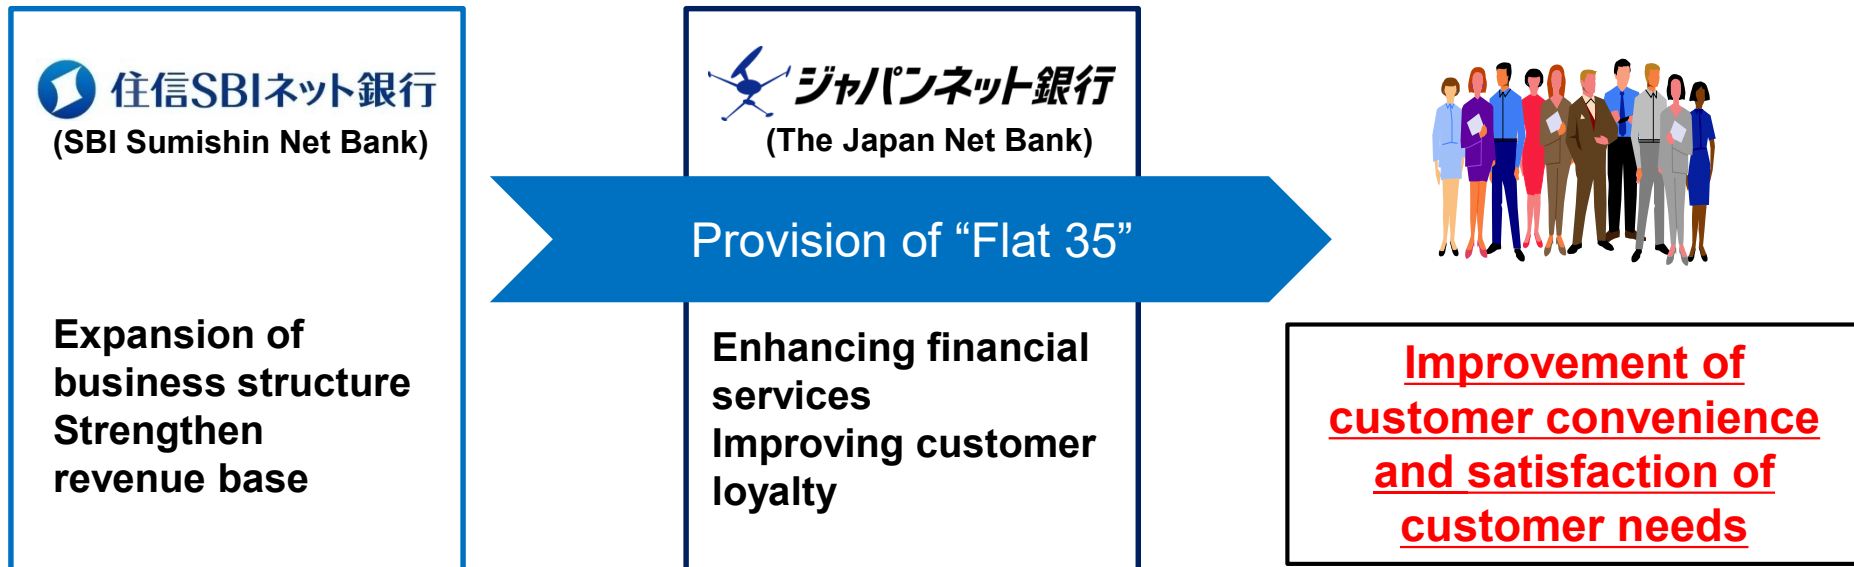 住信SBIネット銀行
(SBI Sumishin Net Bank)
Expansion of
business structure
Strengthen
revenue base
ジャパンネット銀行
(The Japan Net Bank)
Provision of “Flat 35”
Enhancing financial
services
Improving customer
loyalty
Improvement of
customer convenience
and satisfaction of
customer needs